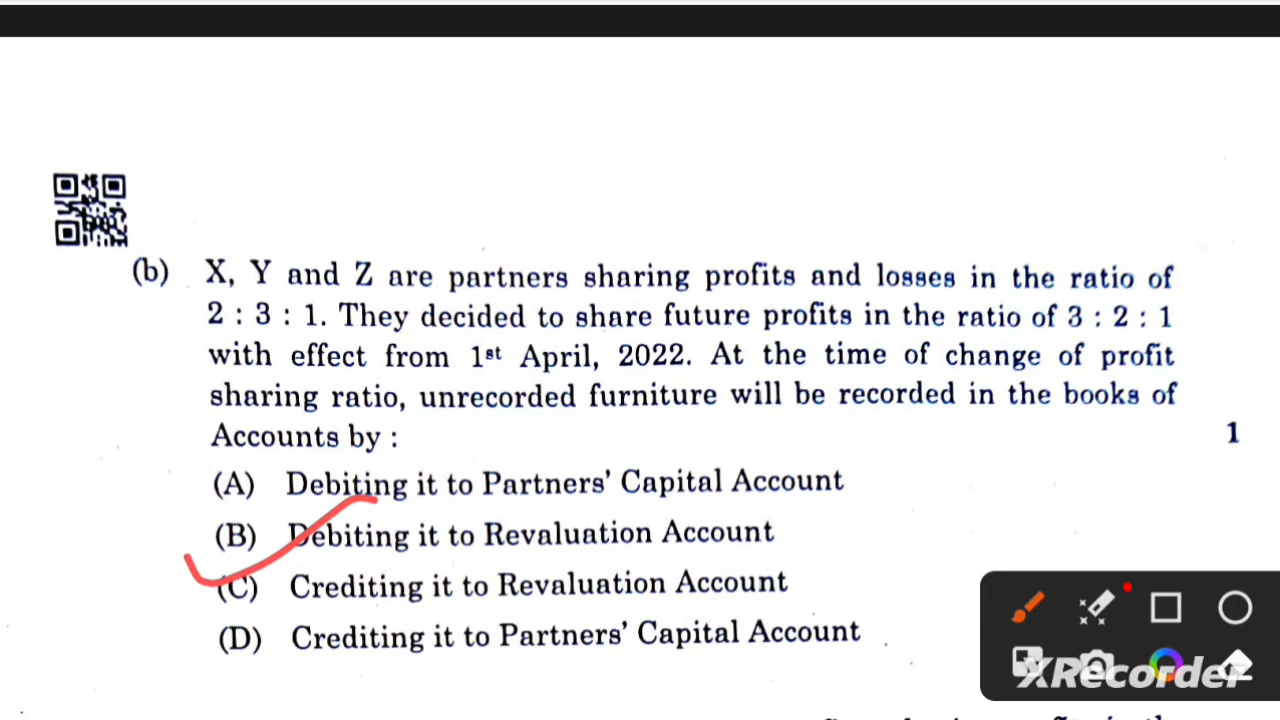 (b) X, Y and Z are partners sharing profits and losses in the ratio of
2 : 3 : 1. They decided to share future profits in the ratio of 3 : 2 : 1
with effect from 1st April, 2022. At the time of change of profit
sharing ratio, unrecorded furniture will be recorded in the books of
Accounts by :
1
(A) Debiting it to Partners' Capital Account
(B) Debiting it to Revaluation Account
(C) Crediting it to Revaluation Account
(D) Crediting it to Partners' Capital Account
XRecorder